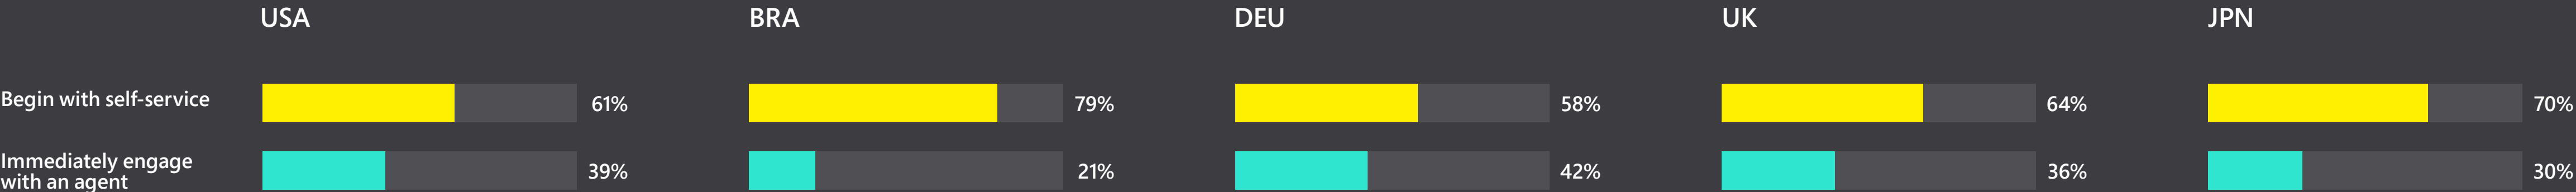 USA BRA DEU UK JPN
Begin with self-service 61% 79% 58% 64% 70%
Immediately engage
with an agent 39% 21% 42% 36% 30%